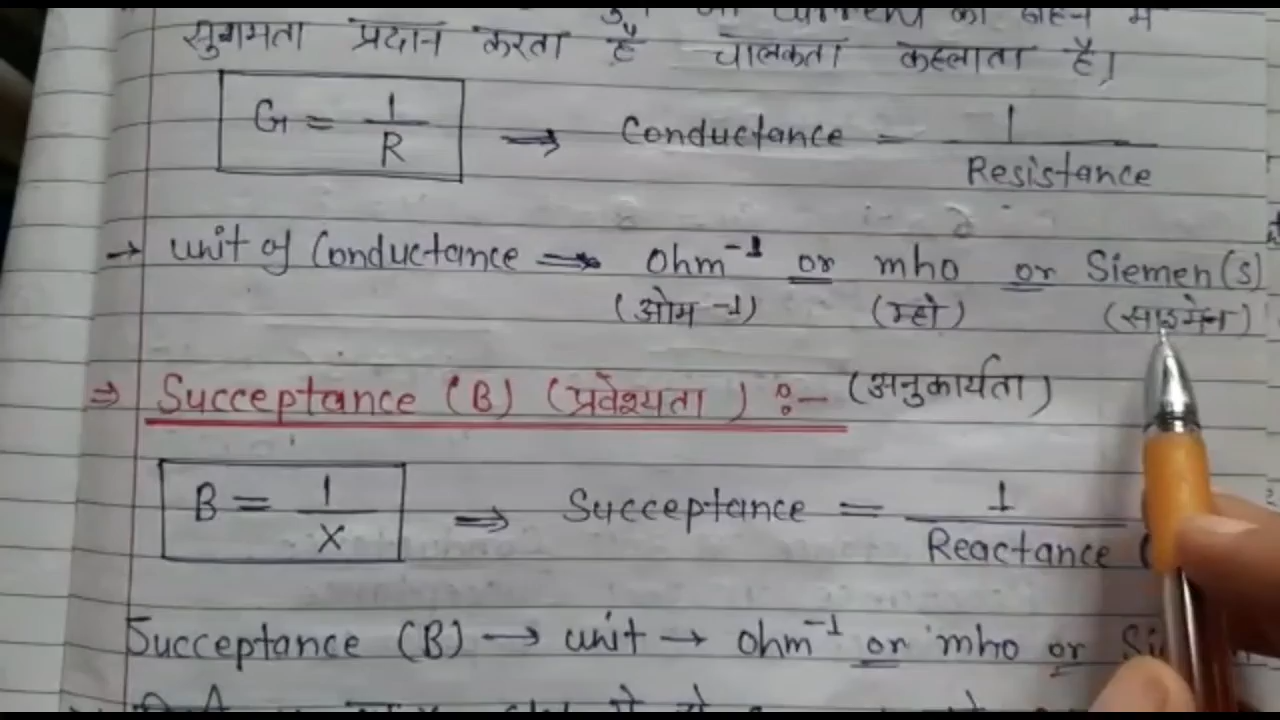 सुगमता प्रदान करता है चालकता कहलाता है।
G = 1/R → Conductance = 1/Resistance
→ unit of Conductance → ohm⁻¹ or mho or Siemen(s)
(ओम -1) (म्हो) (साइमेन)
⇒ Succeptance (B) (प्रवेश्यता) :- (अनुकार्यता)
B = 1/X ⇒ Succeptance = 1/Reactance (
Succeptance (B) → unit → ohm⁻¹ or mho or